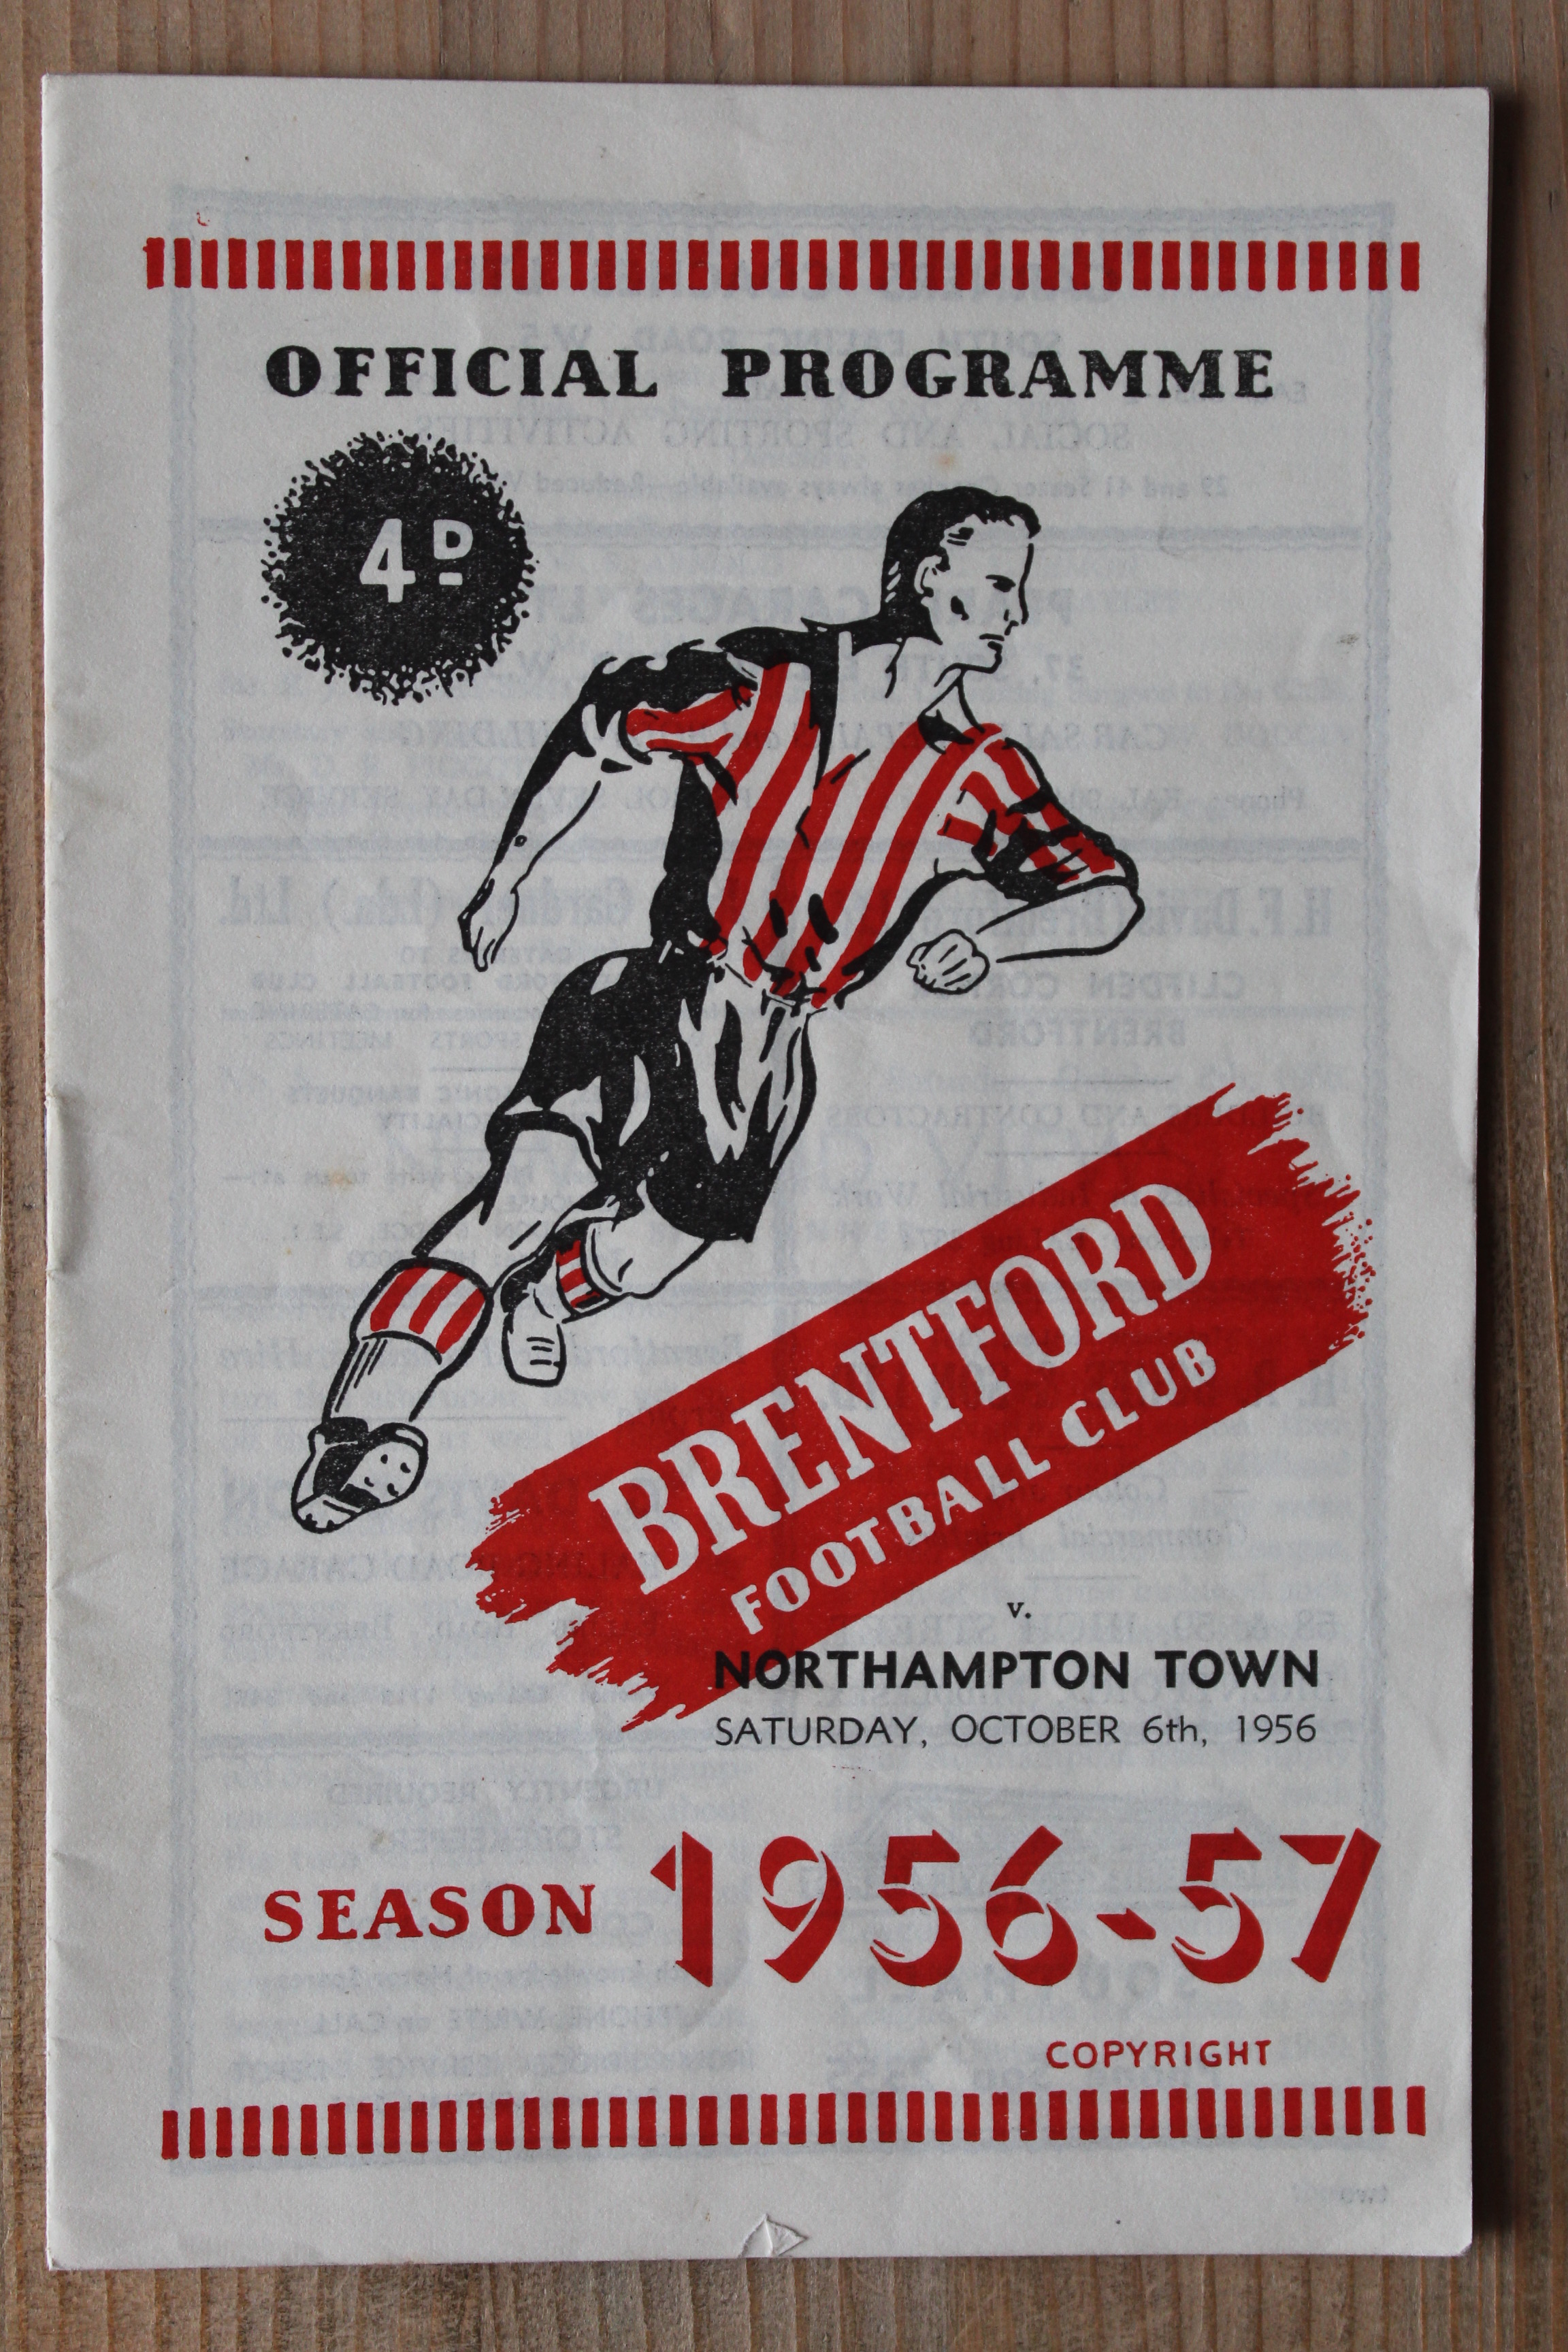 OFFICIAL PROGRAMME
4D
BRENTFORD
FOOTBALL CLUB
v.
NORTHAMPTON TOWN
SATURDAY, OCTOBER 6th, 1956
SEASON 1956-57
COPYRIGHT